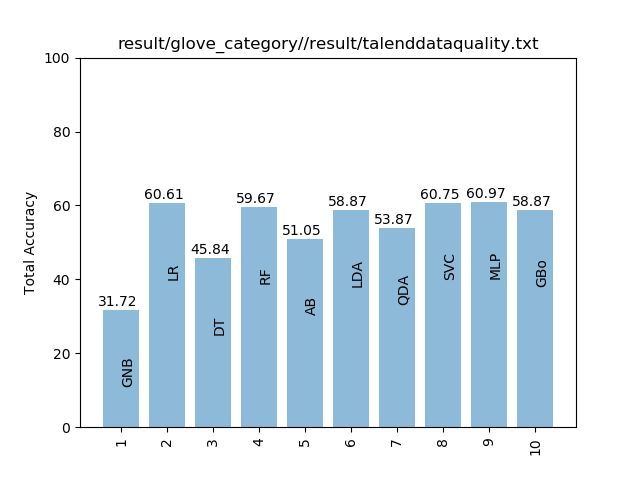 result/glove_category//result/talenddataquality.txt
Total Accuracy
100
80
60
40
20
0
31.72
60.61
45.84
59.67
51.05
58.87
53.87
60.75
60.97
58.87
GNB
LR
DT
RF
AB
LDA
QDA
SVC
MLP
GBo
1
2
3
4
5
6
7
8
9
10